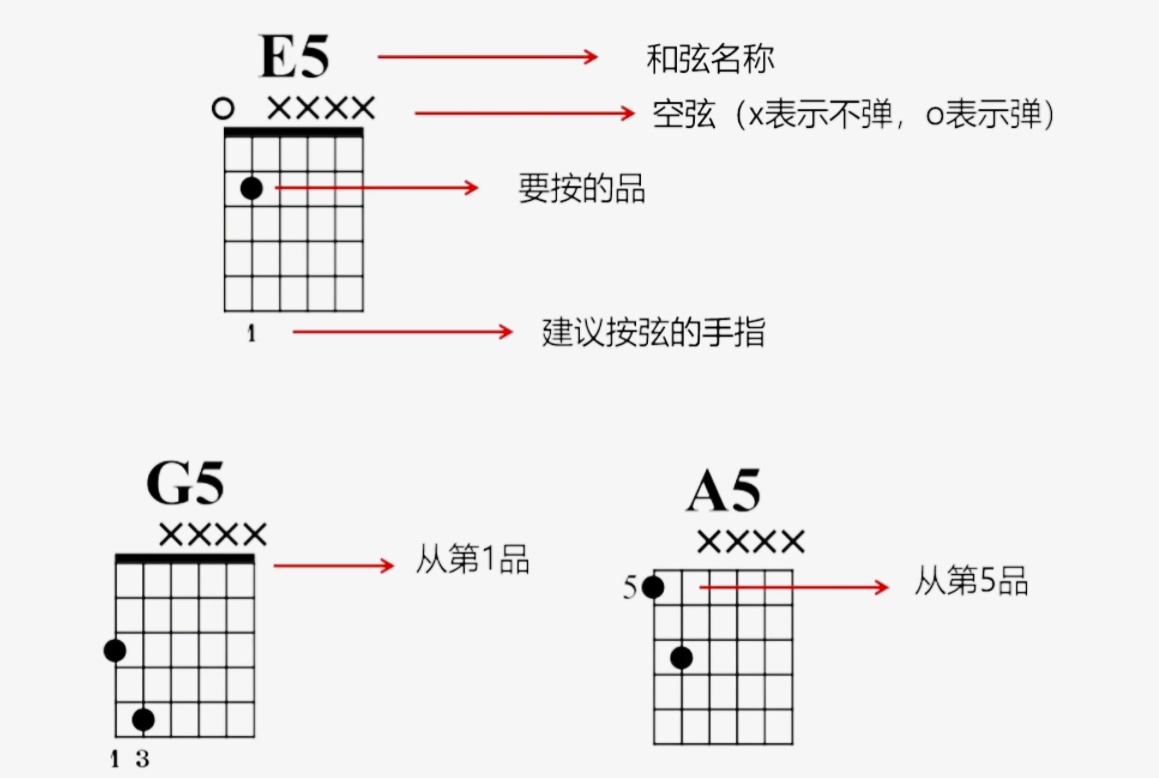 E5
和弦名称
O ××××
空弦（x表示不弹，o表示弹）
要按的品
1
建议按弦的手指
G5
××××
从第1品
1 3
A5
××××
5
从第5品